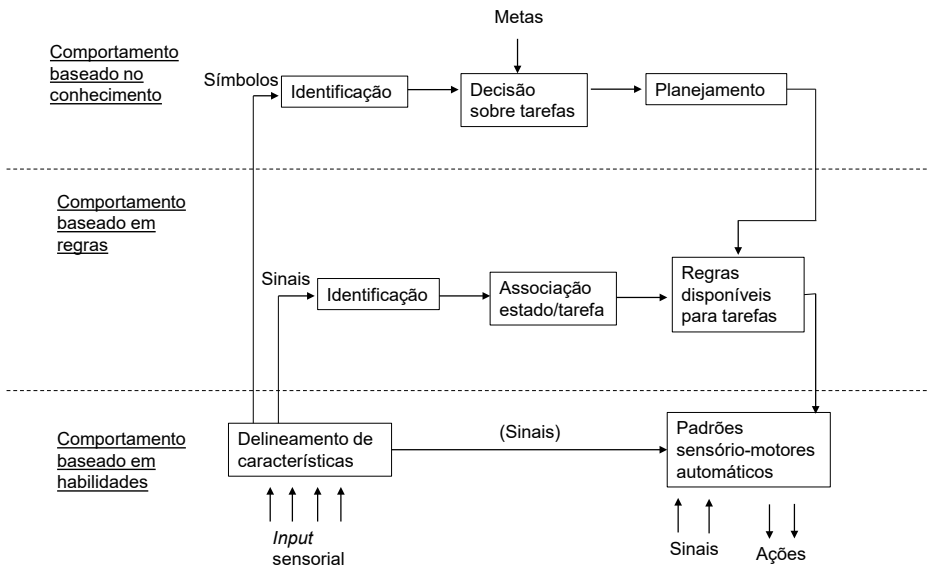 Metas
Comportamento
baseado no
conhecimento
Símbolos
Identificação
Decisão
sobre tarefas
Planejamento
Comportamento
baseado em
regras
Sinais
Identificação
Associação
estado/tarefa
Regras
disponíveis
para tarefas
Comportamento
baseado em
habilidades
Delineamento de
características
(Sinais)
Padrões
sensório-motores
automáticos
Input
sensorial
Sinais
Ações